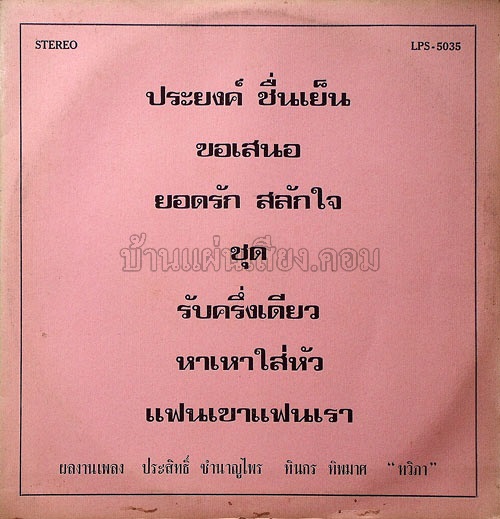 STEREO LPS-5035
ประยงค์ ชื่นเย็น
ขอเสนอ
ยอดรัก สลักใจ
ชุด
บ้านแผ่นเสียง.คอม
รับครึ่งเดียว
หาเหาใส่หัว
แฟนเขาแฟนเรา
ผลงานเพลง ประสิทธิ์ ชำนาญไพร ทินกร ทิพมาศ "ทวิภา"